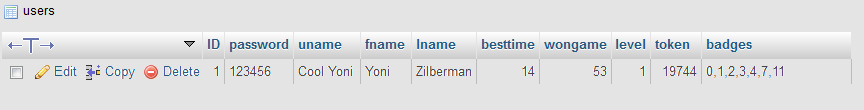 users
ID password uname fname lname besttime wongame level token badges
Edit Copy Delete 1 123456 Cool Yoni Yoni Zilberman 14 53 1 19744 0,1,2,3,4,7,11